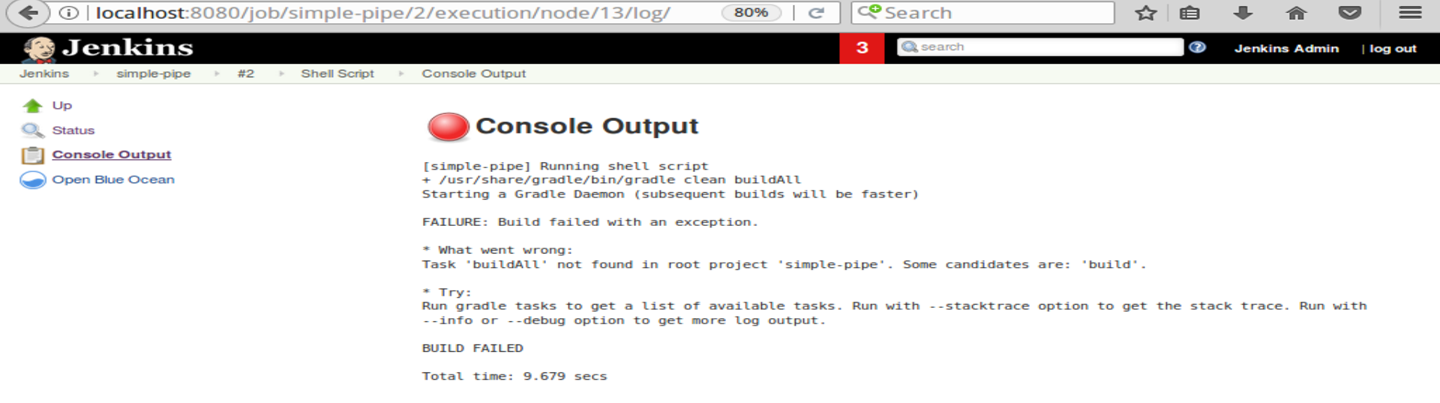 localhost:8080/job/simple-pipe/2/execution/node/13/log/ 80% Search
Jenkins 3 search Jenkins Admin | log out
Jenkins simple-pipe #2 Shell Script Console Output
Up
Status
Console Output
Open Blue Ocean
Console Output
[simple-pipe] Running shell script
+ /usr/share/gradle/bin/gradle clean buildAll
Starting a Gradle Daemon (subsequent builds will be faster)
FAILURE: Build failed with an exception.
* What went wrong:
Task 'buildAll' not found in root project 'simple-pipe'. Some candidates are: 'build'.
* Try:
Run gradle tasks to get a list of available tasks. Run with --stacktrace option to get the stack trace. Run with
--info or --debug option to get more log output.
BUILD FAILED
Total time: 9.679 secs